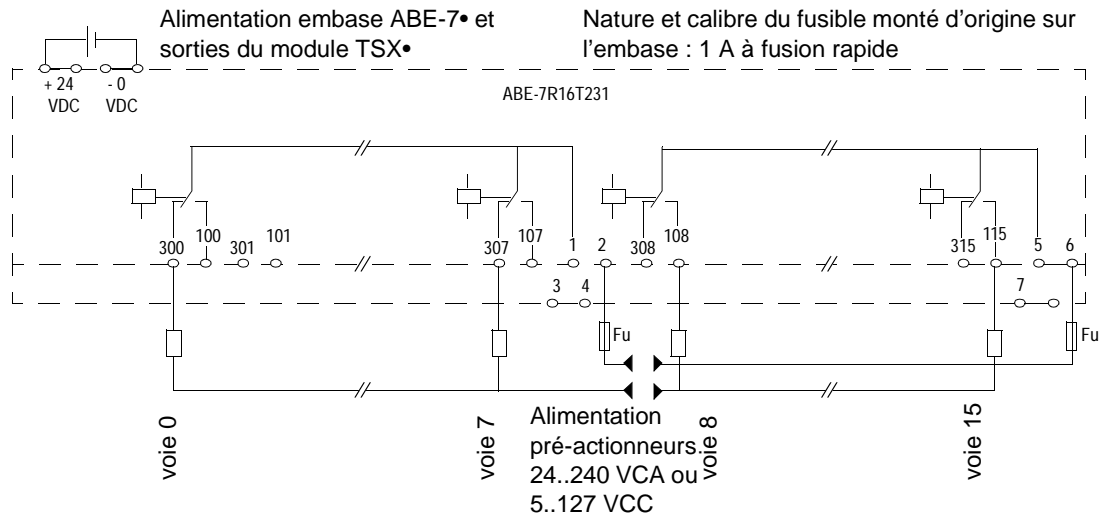 Alimentation embase ABE-7• et
sorties du module TSX•
Nature et calibre du fusible monté d'origine sur
l'embase : 1 A à fusion rapide
+ 24
VDC
- 0
VDC
ABE-7R16T231
300
100
301
101
307
107
1
2
308
108
315
115
5
6
3
4
7
Fu
Fu
voie 0
voie 7
Alimentation
pré-actionneurs.
24..240 VCA ou
5..127 VCC
voie 8
voie 15